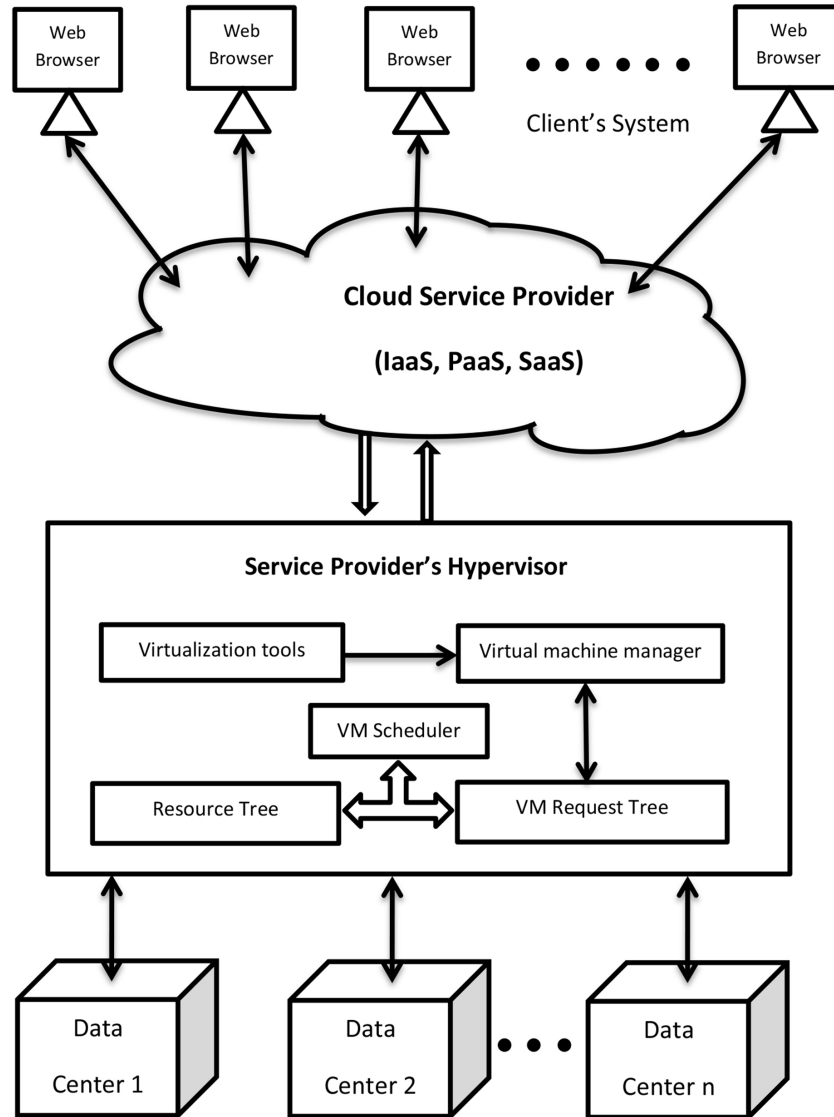 Web
Browser
Web
Browser
Web
Browser
Web
Browser
Client's System
Cloud Service Provider
(IaaS, PaaS, SaaS)
Service Provider's Hypervisor
Virtualization tools
Virtual machine manager
VM Scheduler
Resource Tree
VM Request Tree
Data
Center 1
Data
Center 2
Data
Center n